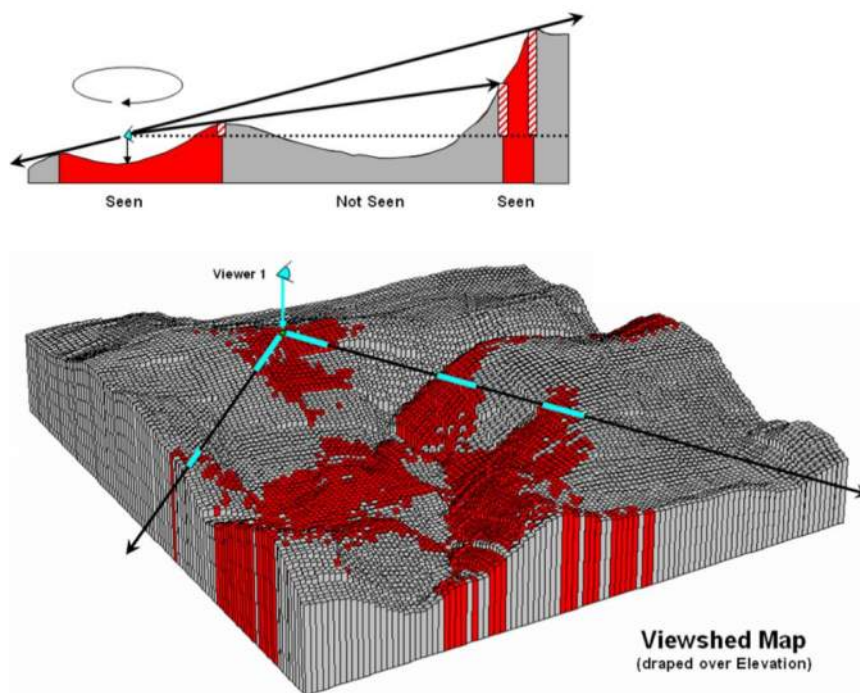 Seen
Not Seen
Seen
Viewer 1
Viewshed Map
(draped over Elevation)